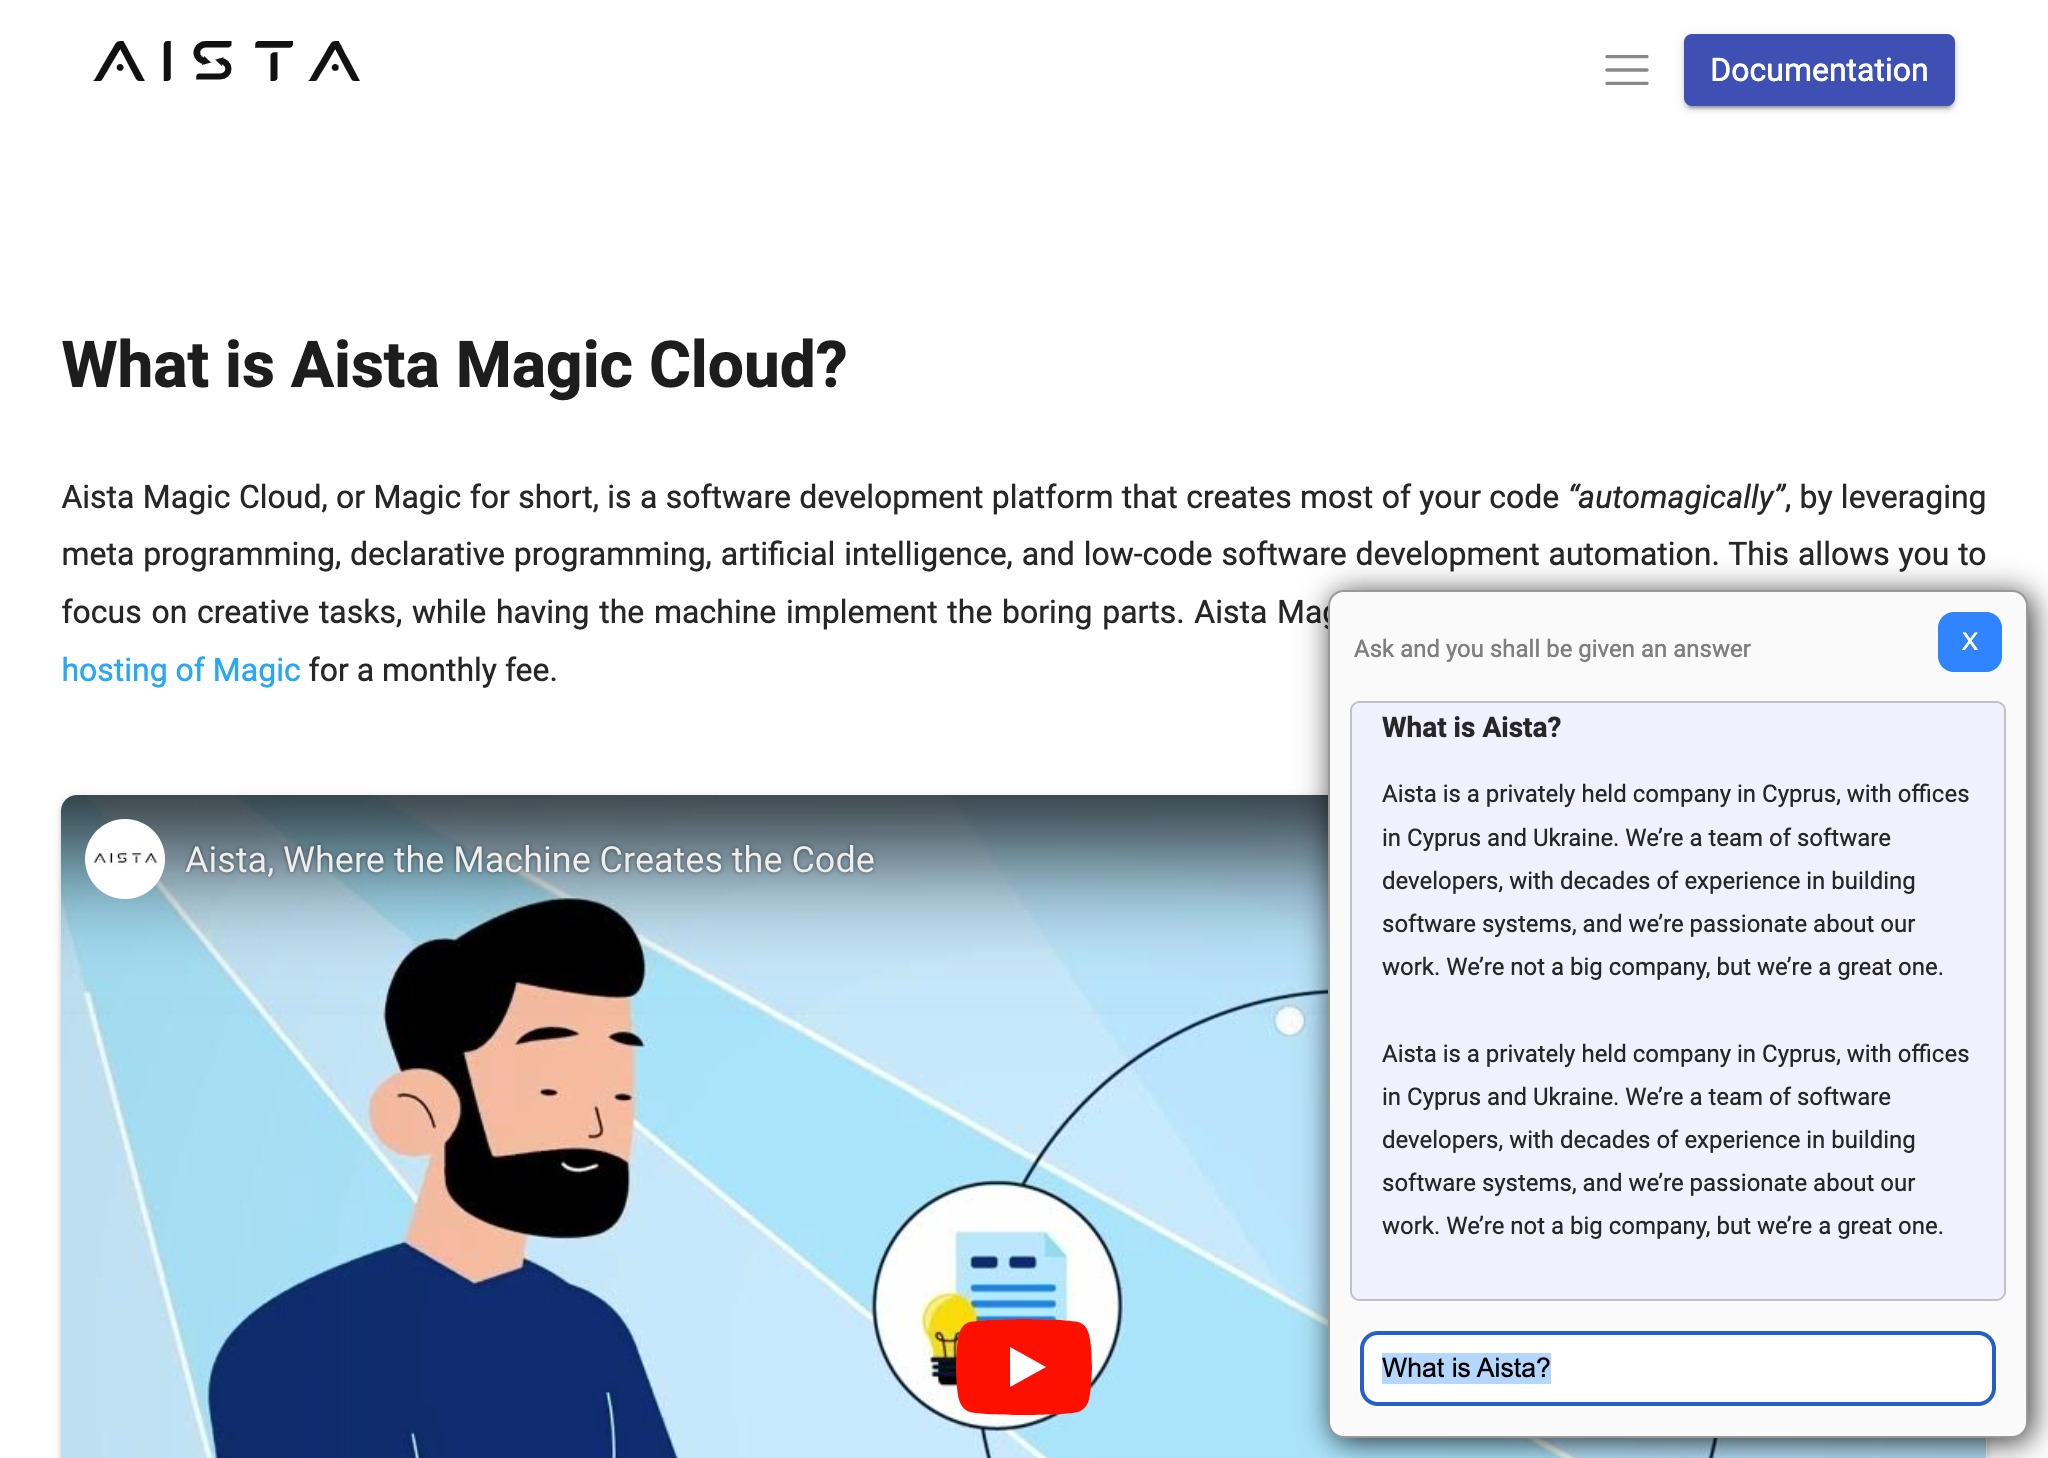 AISTA
Documentation
What is Aista Magic Cloud?
Aista Magic Cloud, or Magic for short, is a software development platform that creates most of your code “automagically”, by leveraging
meta programming, declarative programming, artificial intelligence, and low-code software development automation. This allows you to
focus on creative tasks, while having the machine implement the boring parts. Aista
hosting of Magic for a monthly fee.
AISTA
Aista, Where the Machine Creates the Code
Ask and you shall be given an answer
X
What is Aista?
Aista is a privately held company in Cyprus, with offices
in Cyprus and Ukraine. We’re a team of software
developers, with decades of experience in building
software systems, and we’re passionate about our
work. We’re not a big company, but we’re a great one.
Aista is a privately held company in Cyprus, with offices
in Cyprus and Ukraine. We’re a team of software
developers, with decades of experience in building
software systems, and we’re passionate about our
work. We’re not a big company, but we’re a great one.
What is Aista?